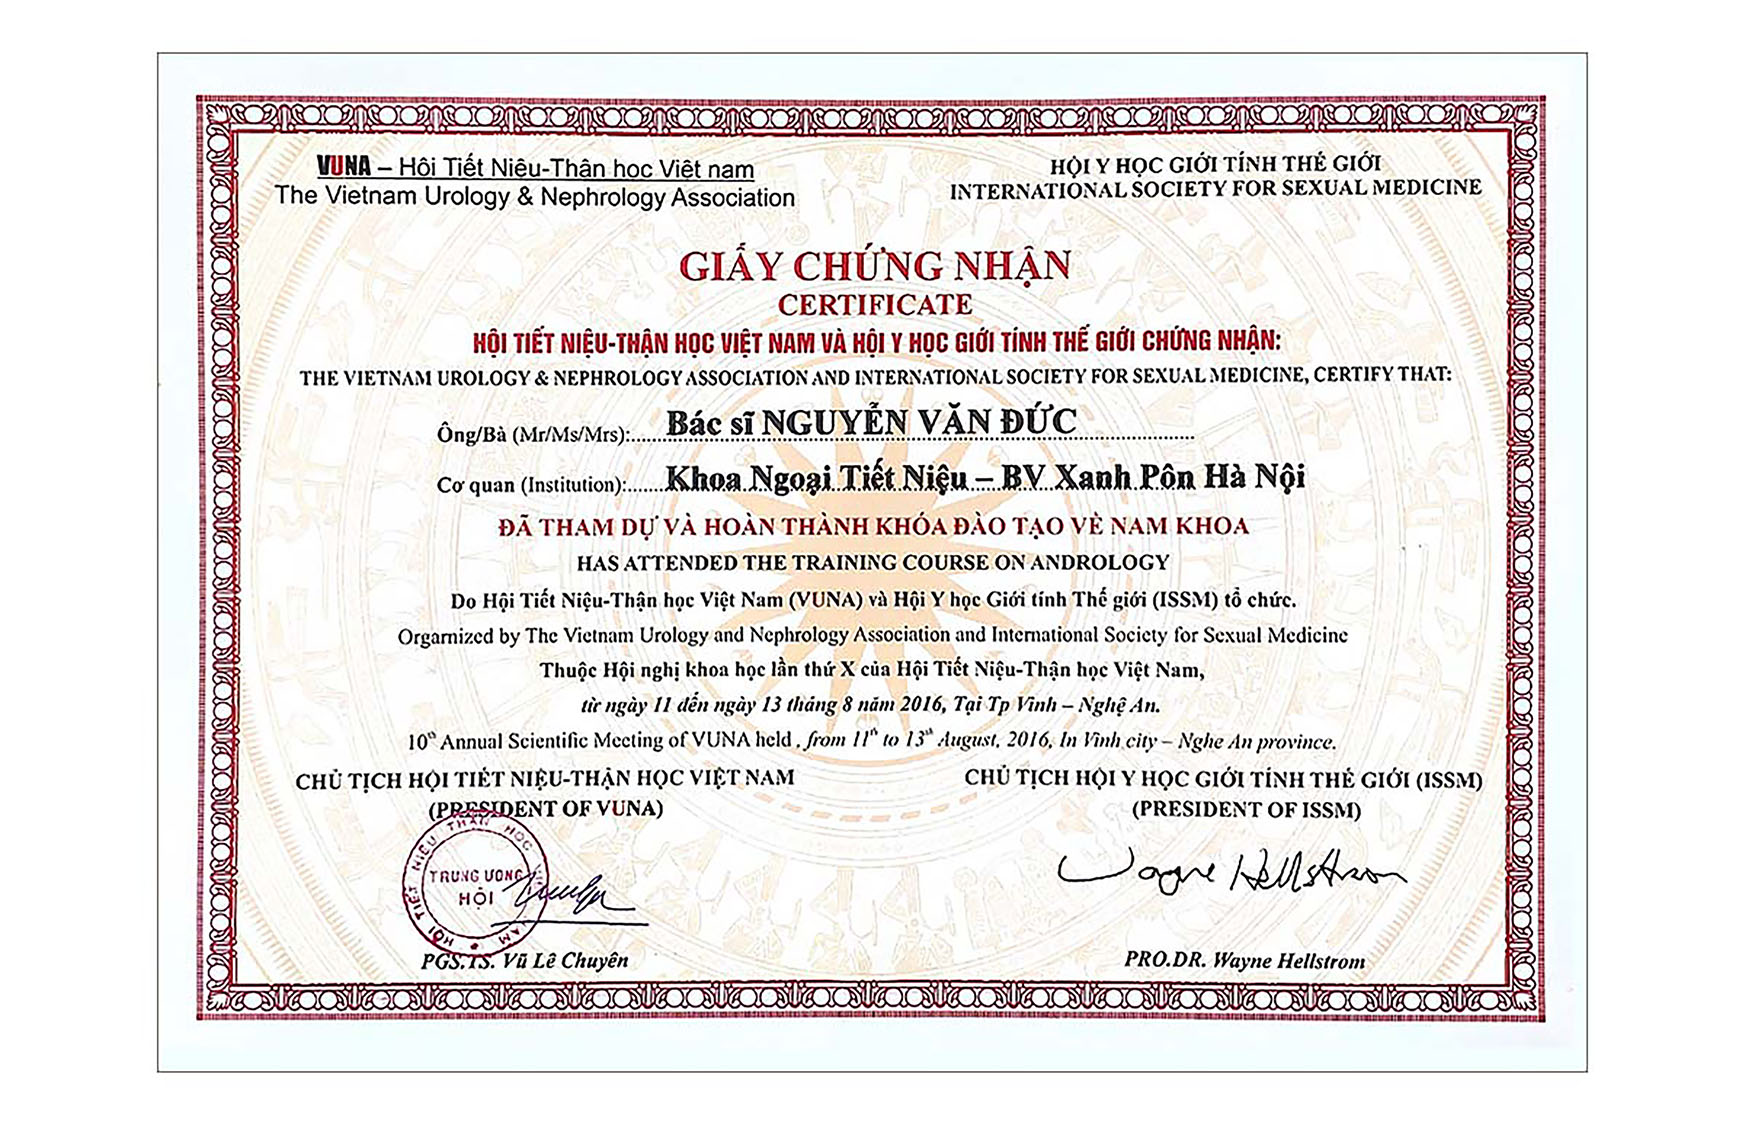 VUNA – Hội Tiết Niệu-Thận học Việt nam
The Vietnam Urology & Nephrology Association
HỘI Y HỌC GIỚI TÍNH THẾ GIỚI
INTERNATIONAL SOCIETY FOR SEXUAL MEDICINE
GIẤY CHỨNG NHẬN
CERTIFICATE
HỘI TIẾT NIỆU-THẬN HỌC VIỆT NAM VÀ HỘI Y HỌC GIỚI TÍNH THẾ GIỚI CHỨNG NHẬN:
THE VIETNAM UROLOGY & NEPHROLOGY ASSOCIATION AND INTERNATIONAL SOCIETY FOR SEXUAL MEDICINE, CERTIFY THAT:
Ông/Bà (Mr/Ms/Mrs):......Bác sĩ NGUYỄN VĂN ĐỨC
Cơ quan (Institution):......Khoa Ngoại Tiết Niệu – BV Xanh Pôn Hà Nội
ĐÃ THAM DỰ VÀ HOÀN THÀNH KHÓA ĐÀO TẠO VỀ NAM KHOA
HAS ATTENDED THE TRAINING COURSE ON ANDROLOGY
Do Hội Tiết Niệu-Thận học Việt Nam (VUNA) và Hội Y học Giới tính Thế giới (ISSM) tổ chức.
Orgamized by The Vietnam Urology and Nephrology Association and International Society for Sexual Medicine
Thuộc Hội nghị khoa học lần thứ X của Hội Tiết Niệu-Thận học Việt Nam,
từ ngày 11 đến ngày 13 tháng 8 năm 2016, Tại Tp Vinh – Nghệ An.
10th Annual Scientific Meeting of VUNA held , from 11th to 13th August, 2016, In Vinh city – Nghe An province.
CHỦ TỊCH HỘI TIẾT NIỆU-THẬN HỌC VIỆT NAM
(PRESIDENT OF VUNA)
CHỦ TỊCH HỘI Y HỌC GIỚI TÍNH THẾ GIỚI (ISSM)
(PRESIDENT OF ISSM)
HỘI TIẾT NIỆU THẬN HỌC VIỆT NAM
TRUNG ƯƠNG
HỘI
Wayne Hellstrom
PGS.TS. Vũ Lê Chuyên
PRO.DR. Wayne Hellstrom